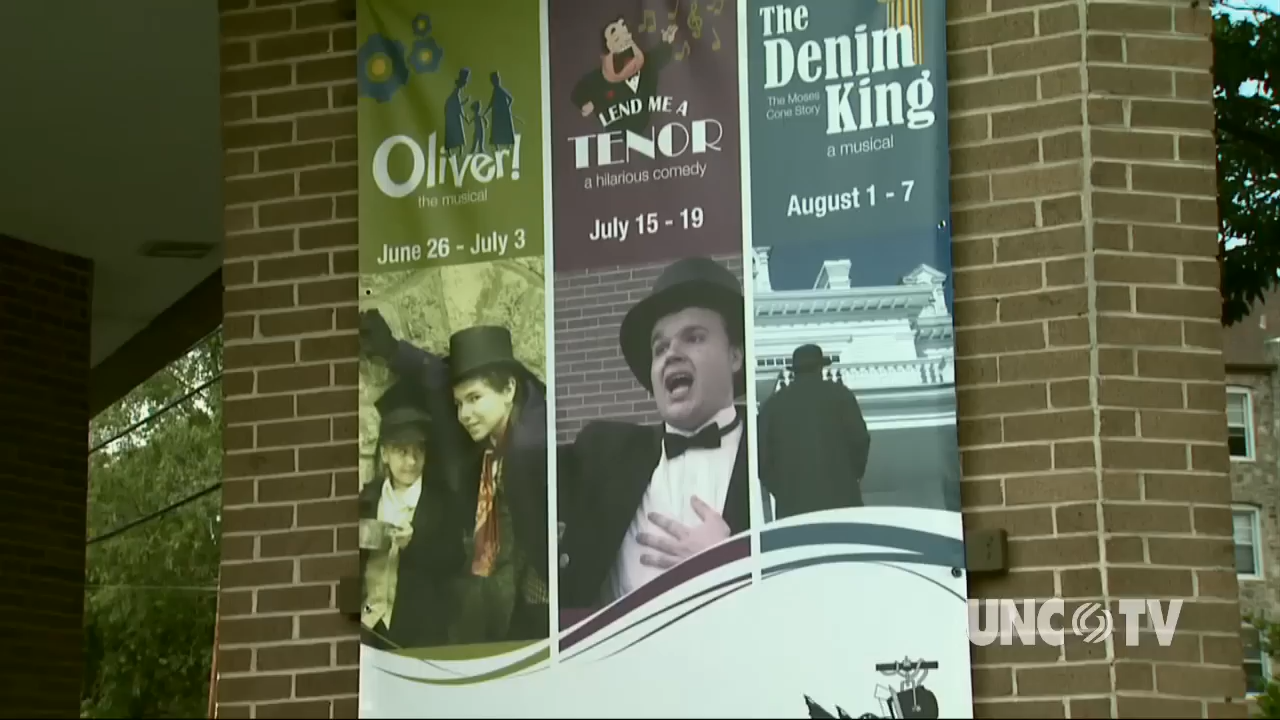 Oliver!
the musical
June 26 - July 3
LEND ME A
TENOR
a hilarious comedy
July 15 - 19
The
Denim
The Moses
Cone Story
King
a musical
August 1 - 7
UNC TV